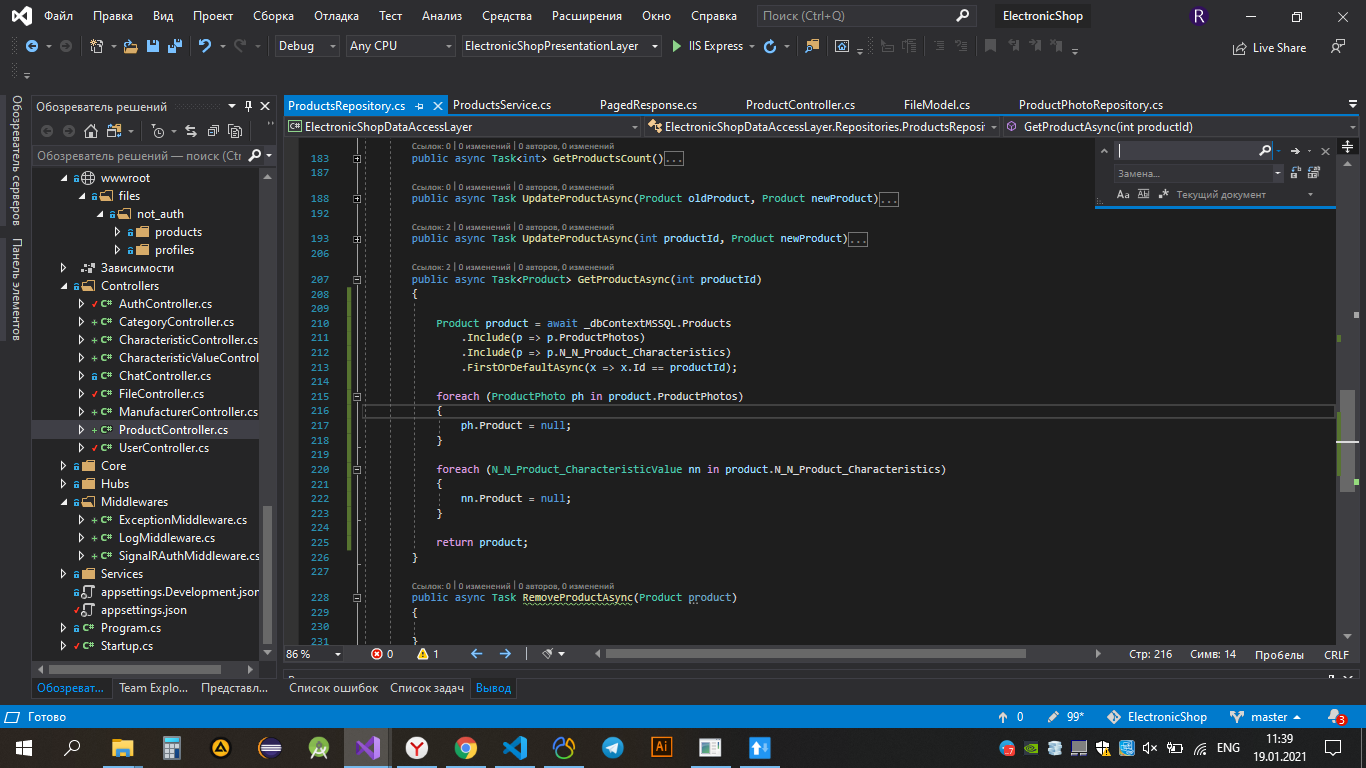 Файл Правка Вид Проект Сборка Отладка Тест Анализ Средства Расширения Окно Справка Поиск (Ctrl+Q) ElectronicShop R
Debug Any CPU ElectronicShopPresentationLayer IIS Express Live Share
Обозреватель серверов
Панель элементов
Обозреватель решений
Обозреватель решений — поиск (Ctrl
wwwroot
files
not_auth
products
profiles
Зависимости
Controllers
AuthController.cs
CategoryController.cs
CharacteristicController.cs
CharacteristicValueControl
ChatController.cs
FileController.cs
ManufacturerController.cs
ProductController.cs
UserController.cs
Core
Hubs
Middlewares
ExceptionMiddleware.cs
LogMiddleware.cs
SignalRAuthMiddleware.cs
Services
appsettings.Development.json
appsettings.json
Program.cs
Startup.cs
Обозреват... Team Explo... Представл...
ProductsRepository.cs ProductsService.cs PagedResponse.cs ProductController.cs FileModel.cs ProductPhotoRepository.cs
ElectronicShopDataAccessLayer ElectronicShopDataAccessLayer.Repositories.ProductsReposit GetProductAsync(int productId)
Замена...
Aa Ab Текущий документ
Ссылок: 0 | 0 изменений | 0 авторов, 0 изменений
183 public async Task<int> GetProductsCount()...
187
Ссылок: 0 | 0 изменений | 0 авторов, 0 изменений
188 public async Task UpdateProductAsync(Product oldProduct, Product newProduct)...
192
Ссылок: 2 | 0 изменений | 0 авторов, 0 изменений
193 public async Task UpdateProductAsync(int productId, Product newProduct)...
206
Ссылок: 2 | 0 изменений | 0 авторов, 0 изменений
207 public async Task<Product> GetProductAsync(int productId)
208 {
209
210 Product product = await _dbContextMSSQL.Products
211 .Include(p => p.ProductPhotos)
212 .Include(p => p.N_N_Product_Characteristics)
213 .FirstOrDefaultAsync(x => x.Id == productId);
214
215 foreach (ProductPhoto ph in product.ProductPhotos)
216 {
217 ph.Product = null;
218 }
219
220 foreach (N_N_Product_CharacteristicValue nn in product.N_N_Product_Characteristics)
221 {
222 nn.Product = null;
223 }
224
225 return product;
226 }
227
Ссылок: 0 | 0 изменений | 0 авторов, 0 изменений
228 public async Task RemoveProductAsync(Product product)
229 {
230
231 }
86 % 0 1 Стр: 216 Симв: 14 Пробелы CRLF
Список ошибок Список задач Вывод
Готово 0 99* ElectronicShop master 3
Ai ENG 11:39
19.01.2021